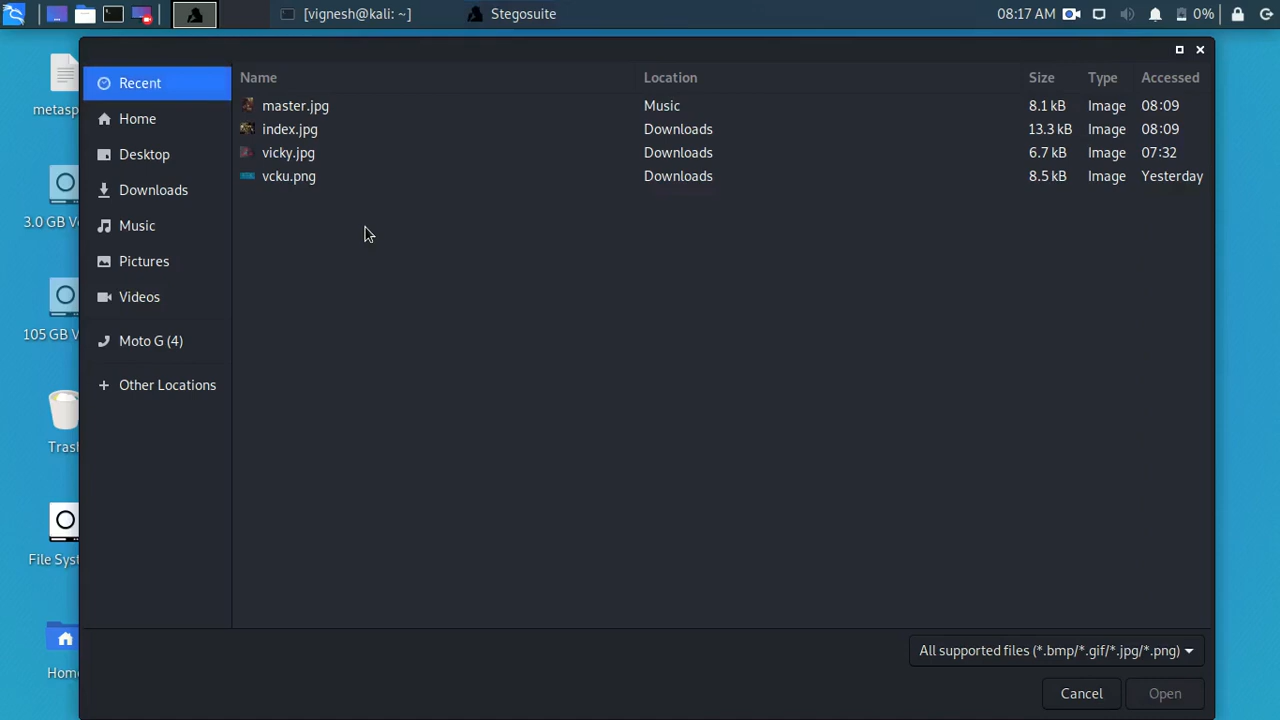 [vignesh@kali: ~]
Stegosuite
08:17 AM
0%
metasp
3.0 GB V
105 GB V
Trash
File Syst
Home
Recent
Home
Desktop
Downloads
Music
Pictures
Videos
Moto G (4)
Other Locations
Name Location Size Type Accessed
master.jpg Music 8.1 kB Image 08:09
index.jpg Downloads 13.3 kB Image 08:09
vicky.jpg Downloads 6.7 kB Image 07:32
vcku.png Downloads 8.5 kB Image Yesterday
All supported files (*.bmp/*.gif/*.jpg/*.png)
Cancel
Open